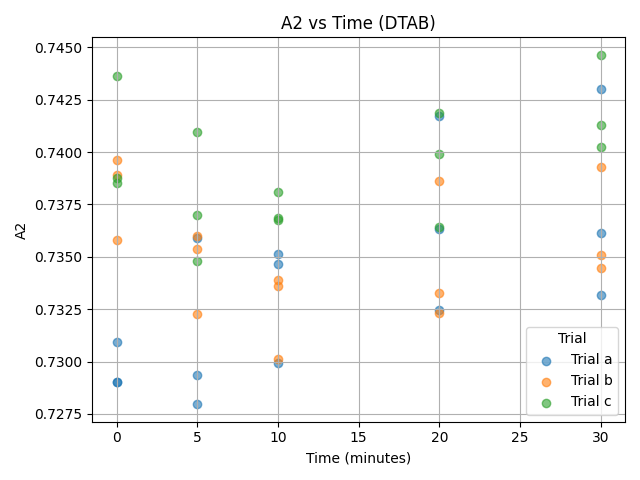 A2 vs Time (DTAB)
0.7450
0.7425
0.7400
0.7375
0.7350
0.7325
0.7300
0.7275
A2
0
5
10
15
20
25
30
Time (minutes)
Trial
Trial a
Trial b
Trial c